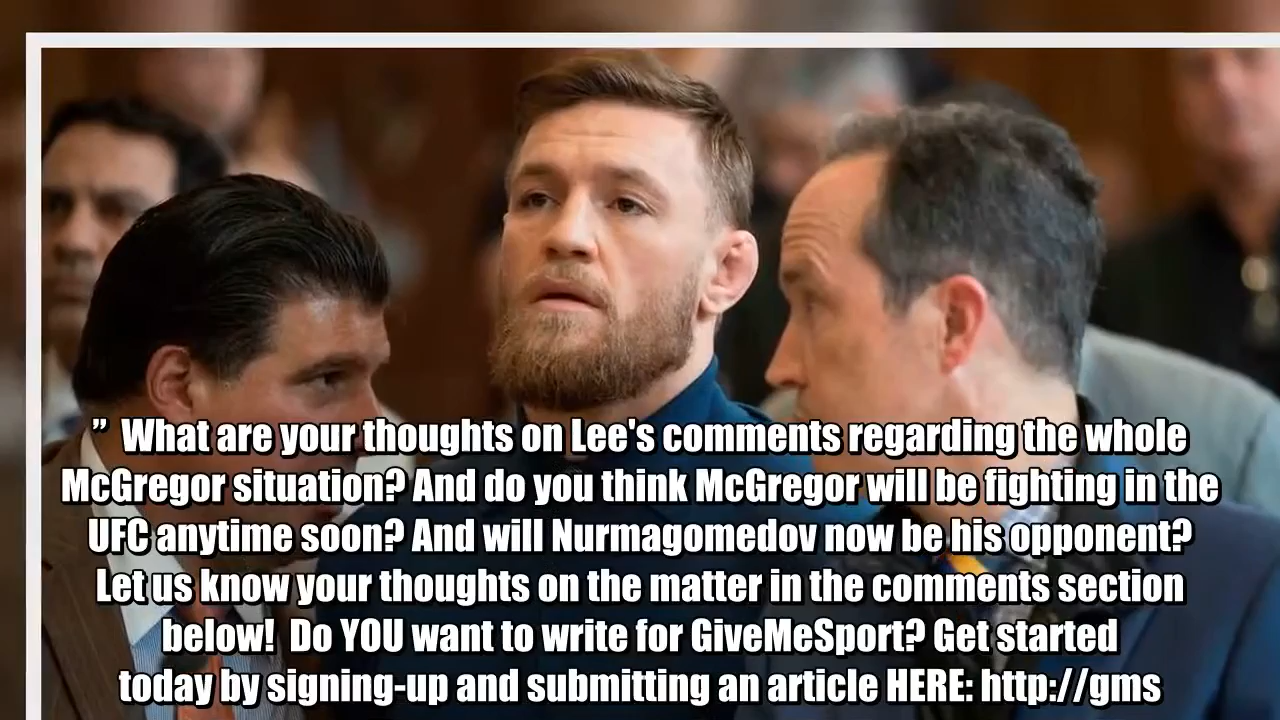 ”  What are your thoughts on Lee's comments regarding the whole
McGregor situation? And do you think McGregor will be fighting in the
UFC anytime soon? And will Nurmagomedov now be his opponent?
Let us know your thoughts on the matter in the comments section
below!  Do YOU want to write for GiveMeSport? Get started
today by signing-up and submitting an article HERE: http://gms